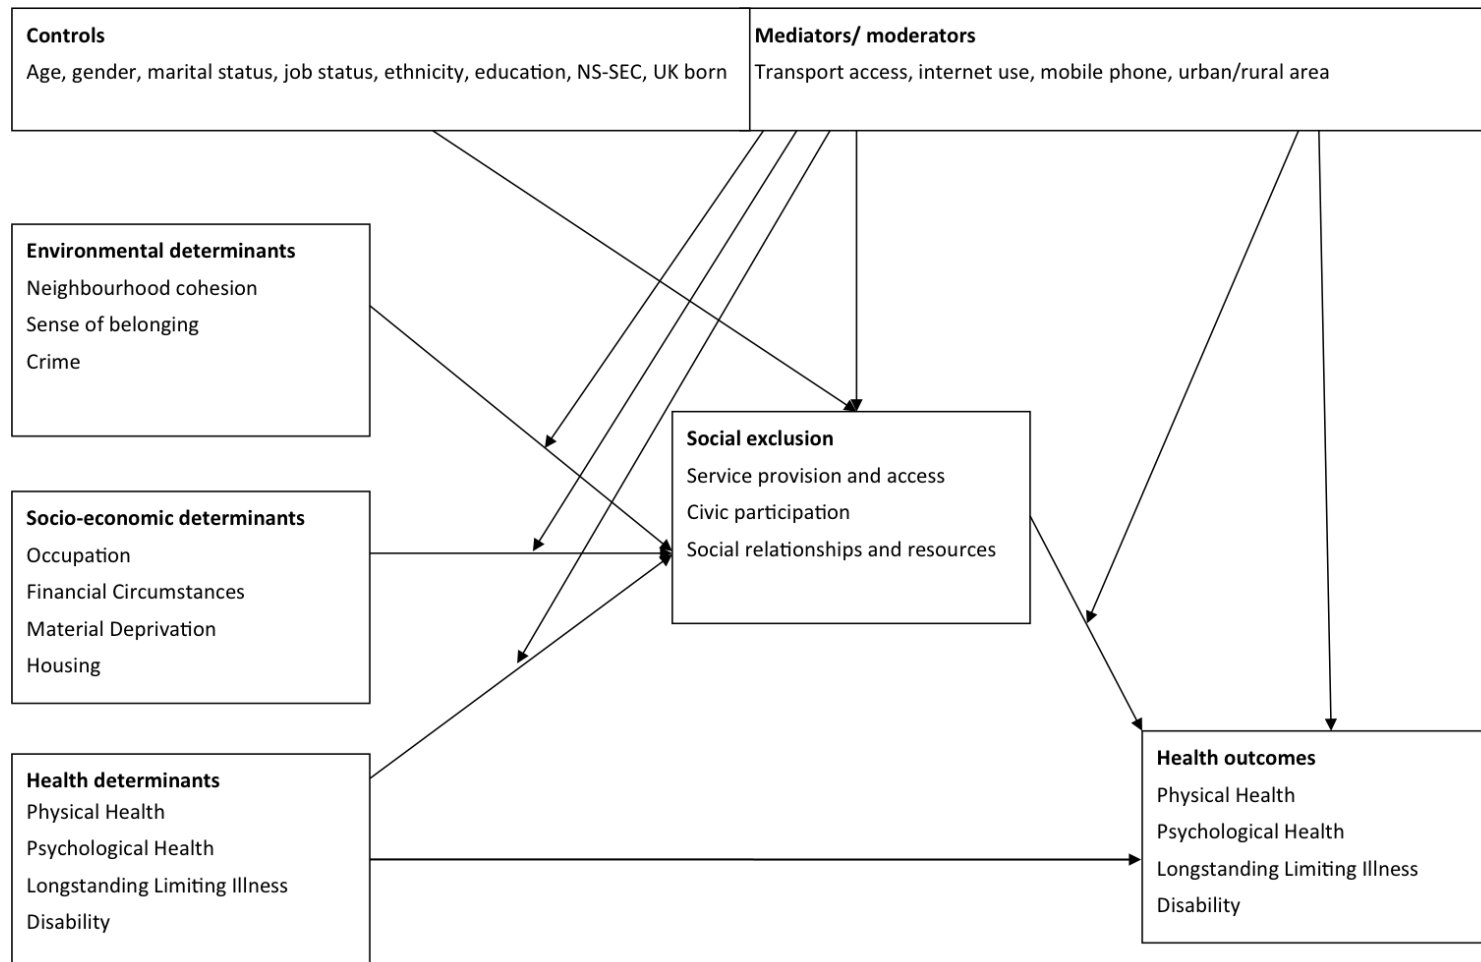 Controls
Age, gender, marital status, job status, ethnicity, education, NS-SEC, UK born
Mediators/ moderators
Transport access, internet use, mobile phone, urban/rural area
Environmental determinants
Neighbourhood cohesion
Sense of belonging
Crime
Social exclusion
Service provision and access
Civic participation
Social relationships and resources
Socio-economic determinants
Occupation
Financial Circumstances
Material Deprivation
Housing
Health determinants
Physical Health
Psychological Health
Longstanding Limiting Illness
Disability
Health outcomes
Physical Health
Psychological Health
Longstanding Limiting Illness
Disability